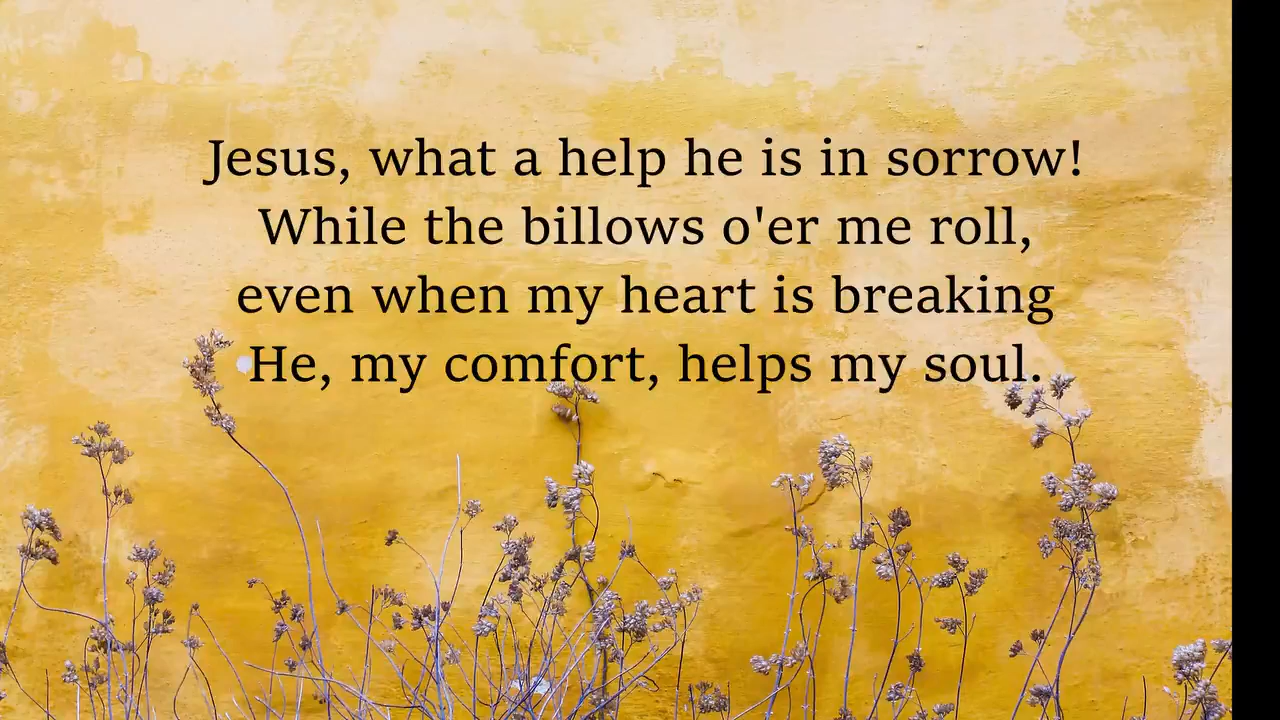 Jesus, what a help he is in sorrow!
While the billows o'er me roll,
even when my heart is breaking
He, my comfort, helps my soul.